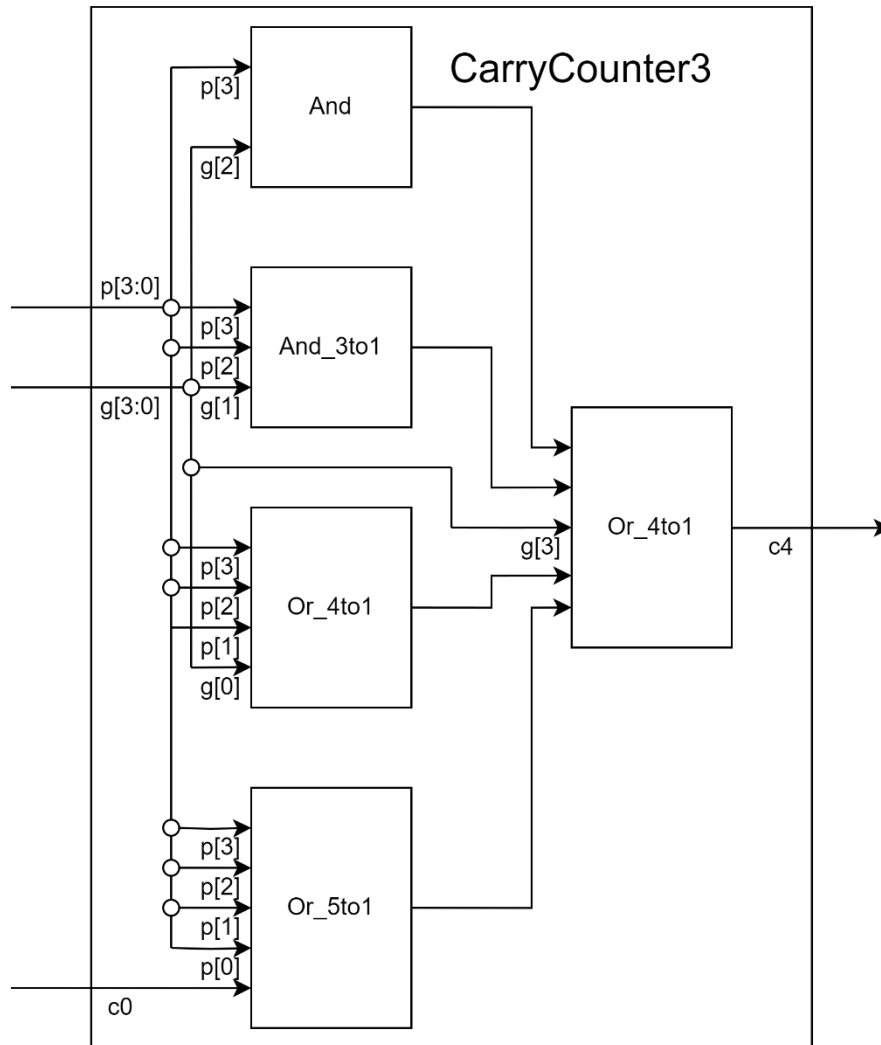 CarryCounter3
p[3]
And
g[2]
p[3:0]
p[3]
And_3to1
p[2]
g[3:0]
g[1]
p[3]
g[3]
Or_4to1
c4
p[2]
Or_4to1
p[1]
g[0]
p[3]
p[2]
Or_5to1
p[1]
p[0]
c0